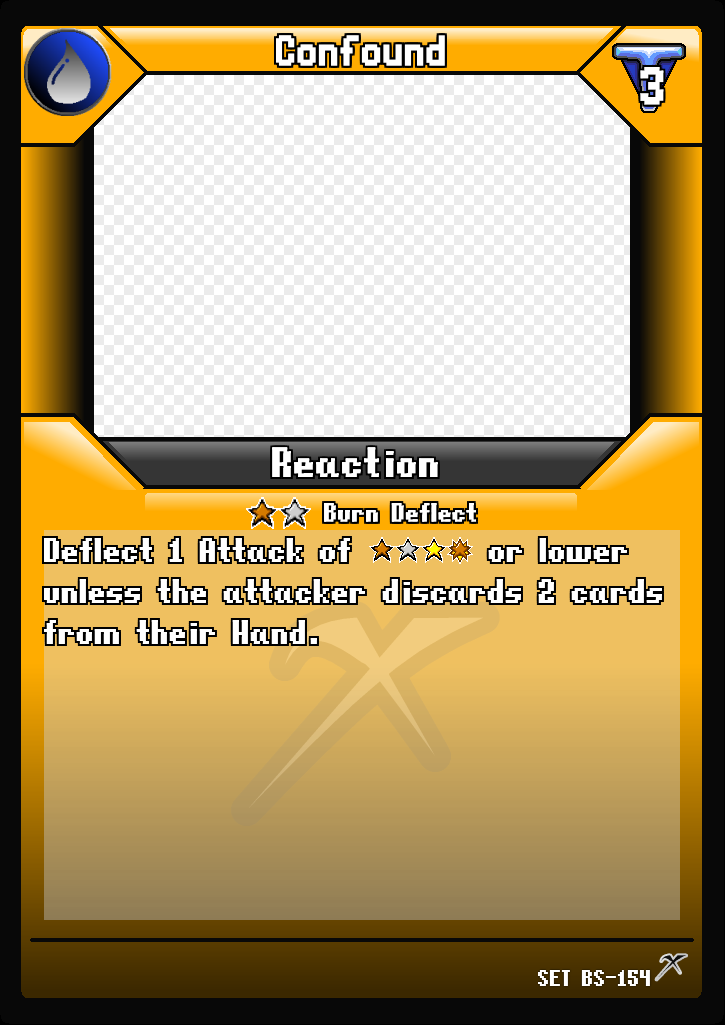 Confound
3
Reaction
Burn Deflect
Deflect 1 Attack of or lower
unless the attacker discards 2 cards
from their Hand.
SET BS-154